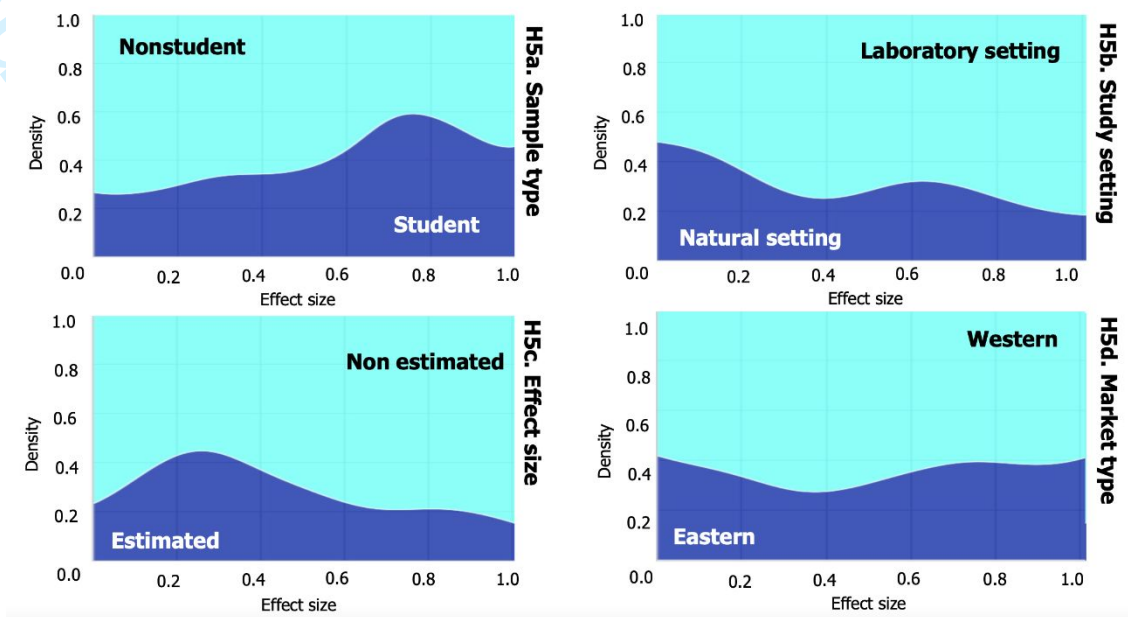 1.0
0.8
0.6
0.4
0.2
0.0
Density
Nonstudent
Student
0.2 0.4 0.6 0.8 1.0
Effect size
H5a. Sample type
1.0
0.8
0.6
0.4
0.2
0.0
Density
Laboratory setting
Natural setting
0.2 0.4 0.6 0.8 1.0
Effect size
H5b. Study setting
1.0
0.8
0.6
0.4
0.2
0.0
Density
Non estimated
Estimated
0.2 0.4 0.6 0.8 1.0
Effect size
H5c. Effect size
1.0
0.8
0.6
0.4
0.2
0.0
Density
Western
Eastern
0.2 0.4 0.6 0.8 1.0
Effect size
H5d. Market type